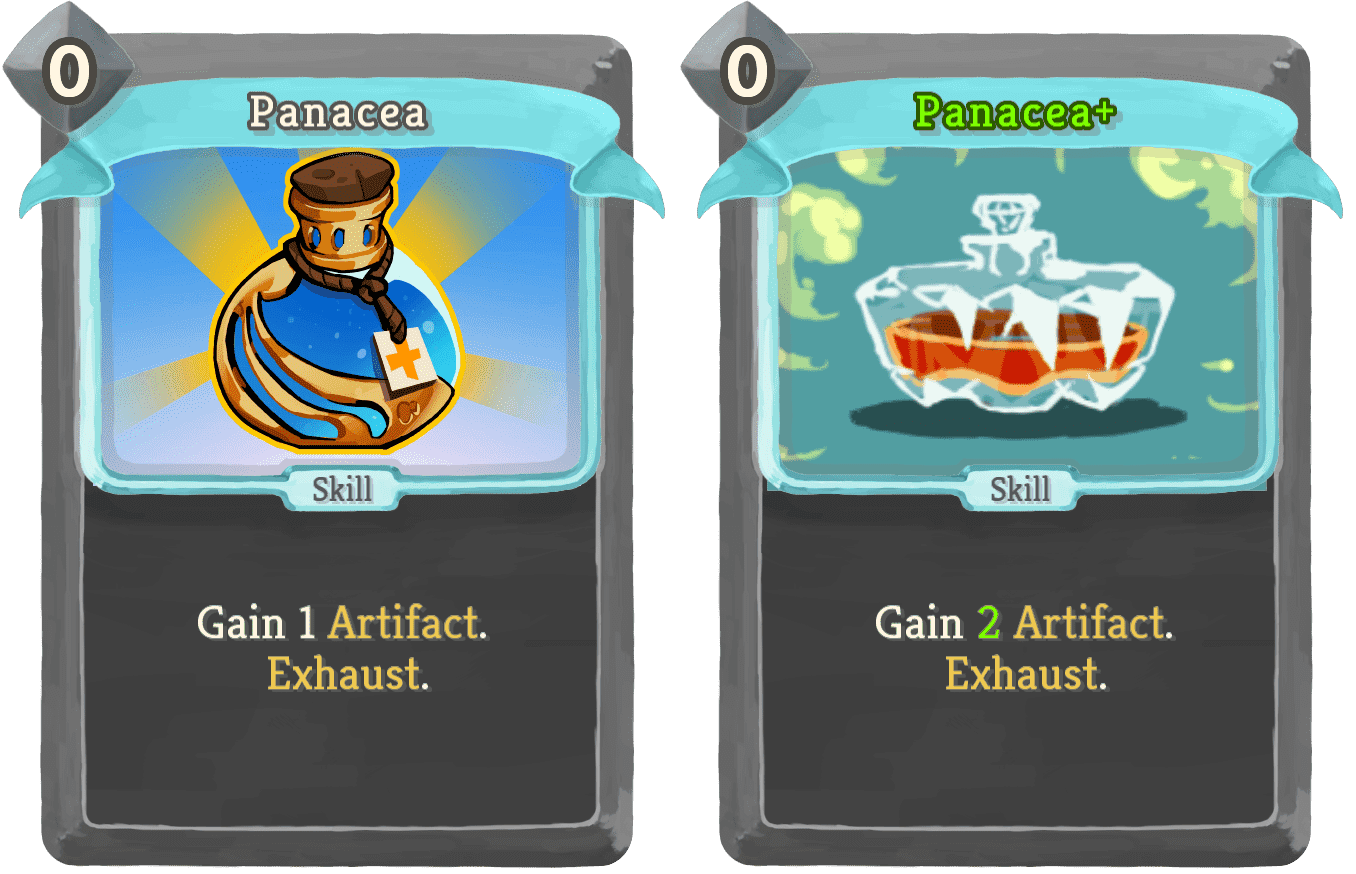 0
Panacea
Skill
Gain 1 Artifact.
Exhaust.
0
Panacea+
Skill
Gain 2 Artifact.
Exhaust.